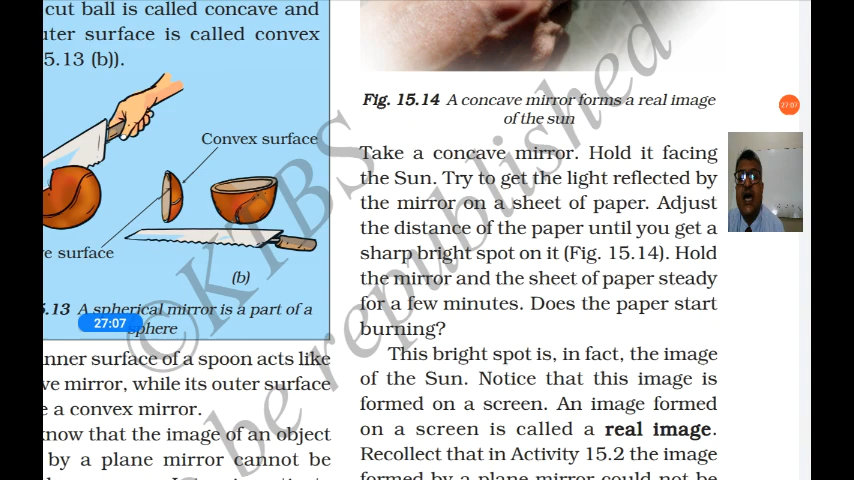 cut ball is called concave and
uter surface is called convex
5.13 (b)).
Convex surface
e surface
(b)
.13 A spherical mirror is a part of a
sphere
27:07
nner surface of a spoon acts like
ve mirror, while its outer surface
e a convex mirror.
know that the image of an object
by a plane mirror cannot be
Fig. 15.14 A concave mirror forms a real image
of the sun
Take a concave mirror. Hold it facing
the Sun. Try to get the light reflected by
the mirror on a sheet of paper. Adjust
the distance of the paper until you get a
sharp bright spot on it (Fig. 15.14). Hold
the mirror and the sheet of paper steady
for a few minutes. Does the paper start
burning?
This bright spot is, in fact, the image
of the Sun. Notice that this image is
formed on a screen. An image formed
on a screen is called a real image.
Recollect that in Activity 15.2 the image
formed by a plane mirror could not be
27:07
©KTBS
be republished